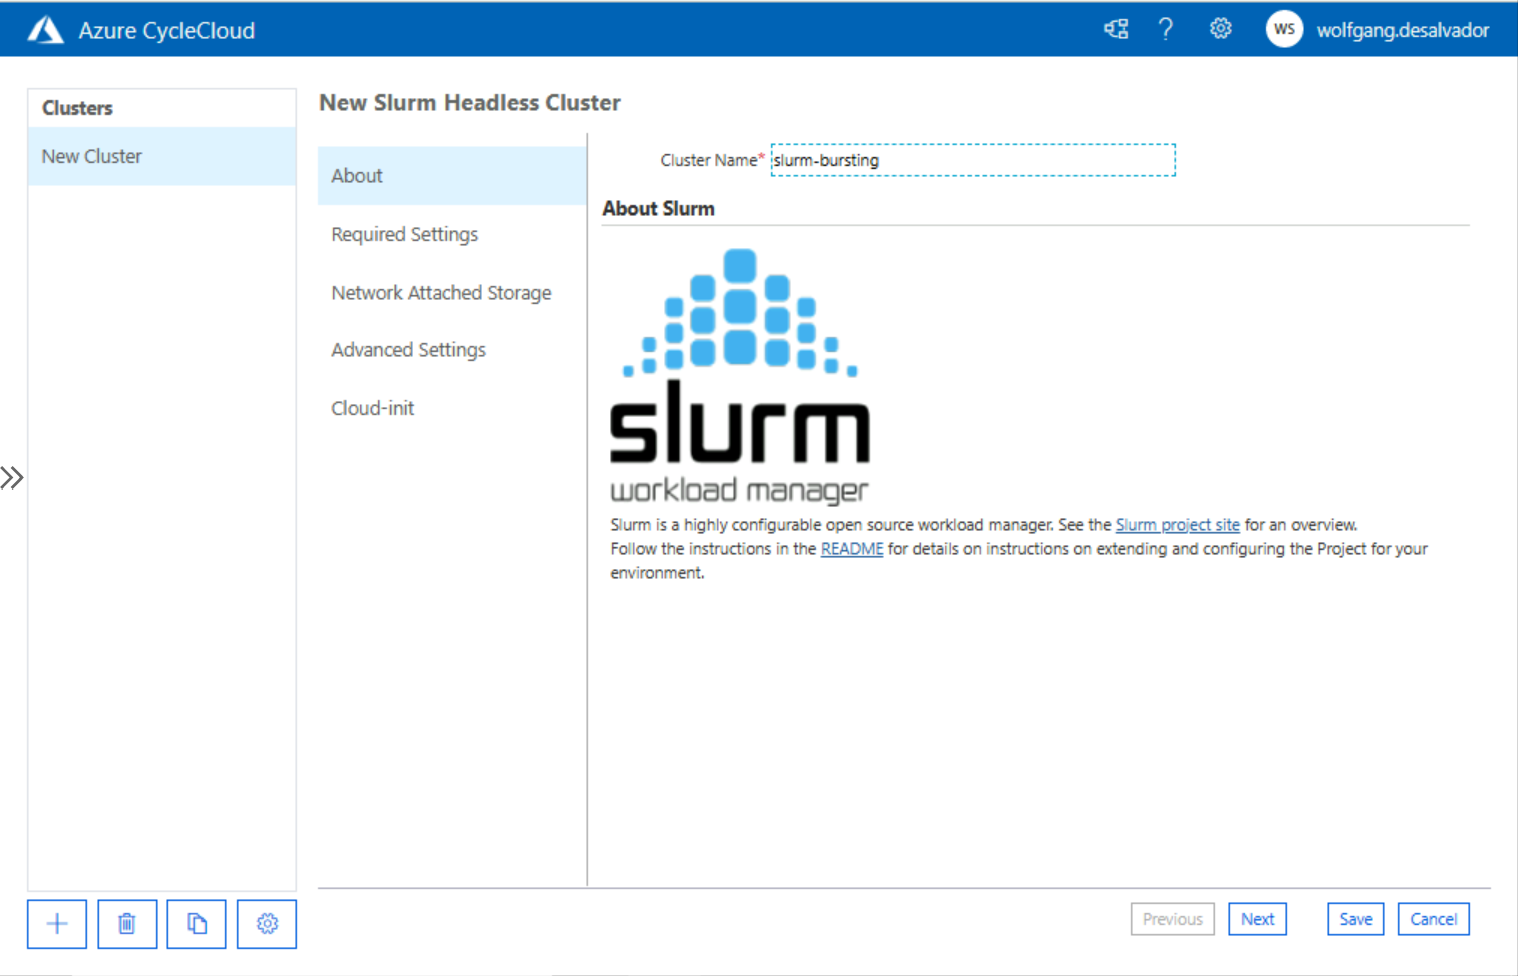 Azure CycleCloud
?
WS
wolfgang.desalvador
Clusters
New Cluster
New Slurm Headless Cluster
About
Required Settings
Network Attached Storage
Advanced Settings
Cloud-init
Cluster Name* slurm-bursting
About Slurm
slurm
workload manager
Slurm is a highly configurable open source workload manager. See the Slurm project site for an overview.
Follow the instructions in the README for details on instructions on extending and configuring the Project for your
environment.
Previous
Next
Save
Cancel